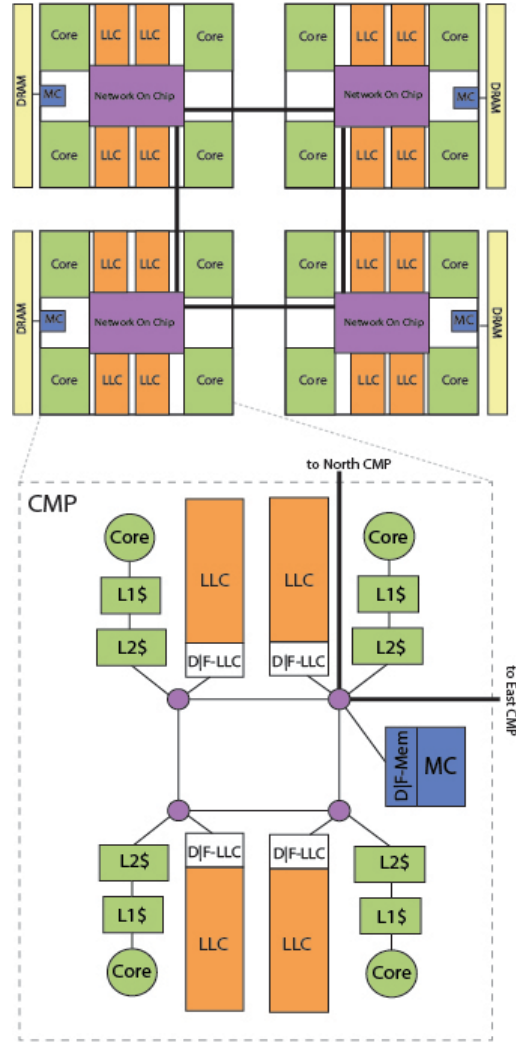 Core LLC LLC Core
Core LLC LLC Core
DRAM MC Network On Chip
Network On Chip MC DRAM
Core LLC LLC Core
Core LLC LLC Core
Core LLC LLC Core
Core LLC LLC Core
DRAM MC Network On Chip
Network On Chip MC DRAM
Core LLC LLC Core
Core LLC LLC Core
to North CMP
CMP
Core LLC LLC Core
L1$ L1$
L2$ D|F-LLC D|F-LLC L2$
to East CMP
D|F-Mem MC
L2$ D|F-LLC D|F-LLC L2$
L1$ LLC LLC L1$
Core Core